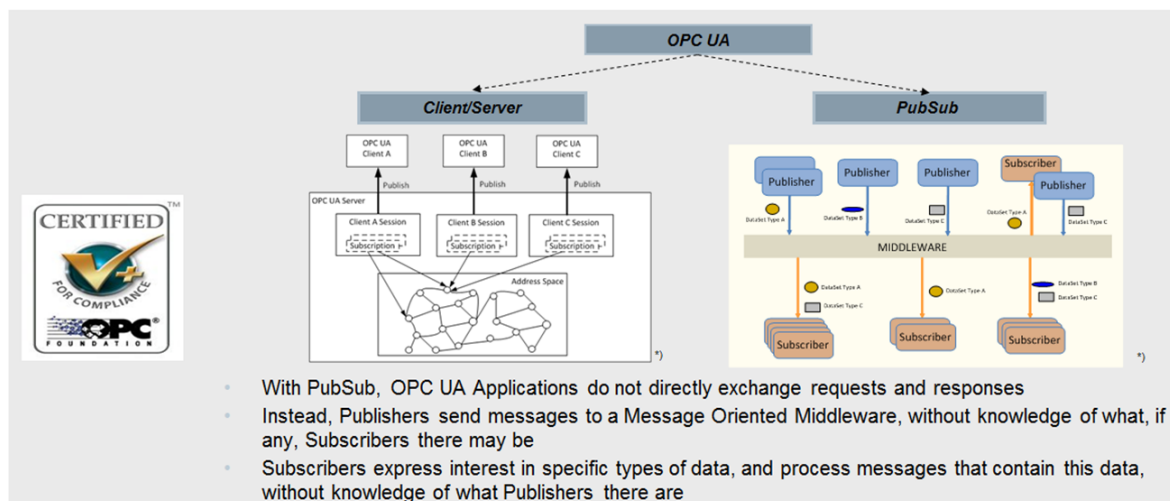 OPC UA
Client/Server
PubSub
OPC UA
Client A
OPC UA
Client B
OPC UA
Client C
Publish
Publish
Publish
OPC UA Server
Client A Session
Client B Session
Client C Session
Subscription
Subscription
Subscription
Address Space
*)
Publisher
Publisher
Publisher
Subscriber
Publisher
DataSet Type A
DataSet Type B
DataSet Type C
DataSet Type A
DataSet Type C
MIDDLEWARE
DataSet Type A
DataSet Type C
DataSet Type A
DataSet Type B
DataSet Type C
Subscriber
Subscriber
Subscriber
*)
CERTIFIED
TM
FOR COMPLIANCE
OPC®
FOUNDATION
• With PubSub, OPC UA Applications do not directly exchange requests and responses
• Instead, Publishers send messages to a Message Oriented Middleware, without knowledge of what, if
any, Subscribers there may be
• Subscribers express interest in specific types of data, and process messages that contain this data,
without knowledge of what Publishers there are